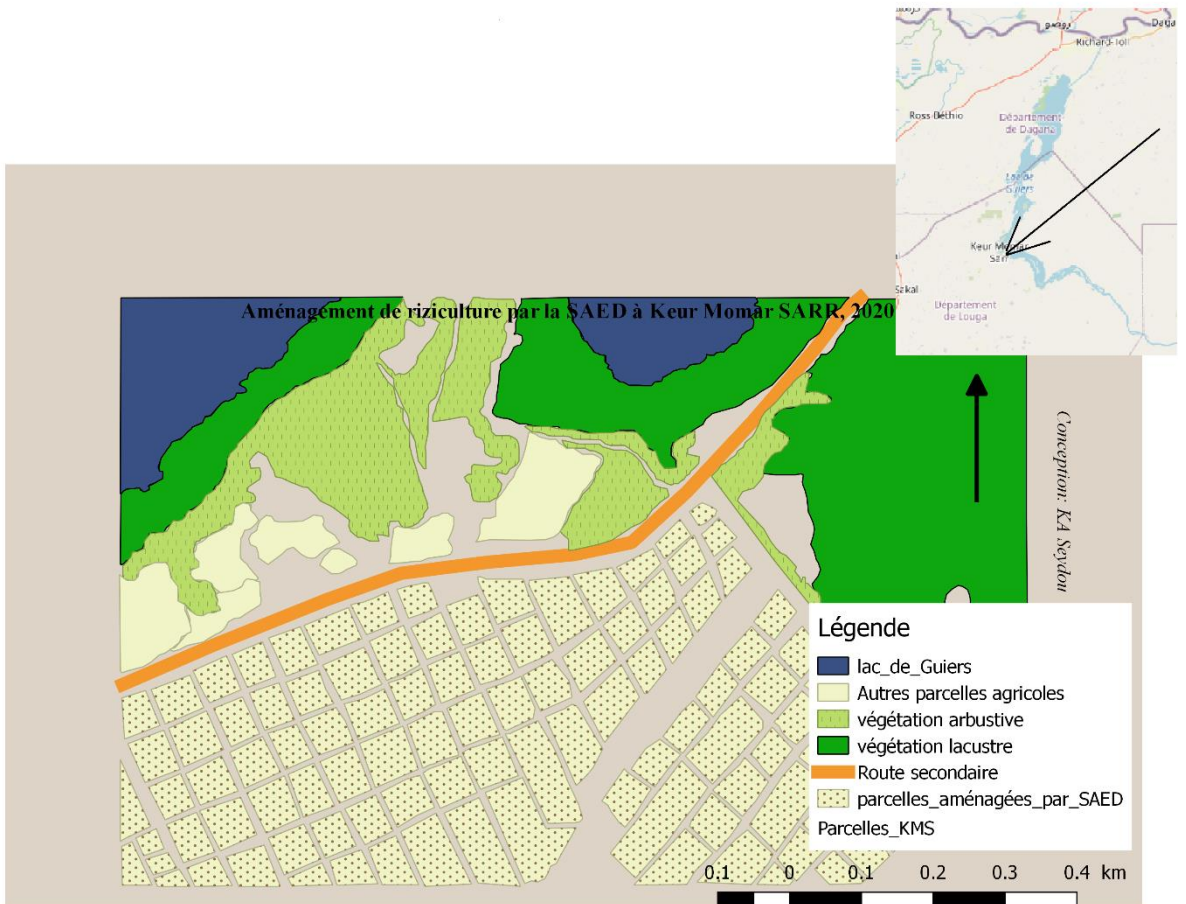 Richard-Toll
Ross-Béthio
Département
de Dagana
Lac de
Guiers
Keur Momar
Sarr
Sakal
Département
de Louga
Aménagement de riziculture par la SAED à Keur Momar SARR, 2020
Conception: KA Seydou
Légende
lac_de_Guiers
Autres parcelles agricoles
végétation arbustive
végétation lacustre
Route secondaire
parcelles_aménagées_par_SAED
Parcelles_KMS
0.1 0 0.1 0.2 0.3 0.4 km